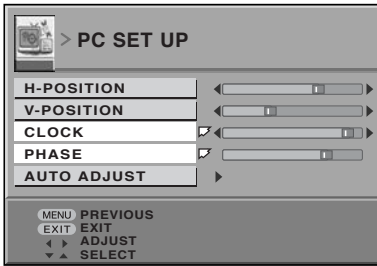 > PC SET UP
H-POSITION
V-POSITION
CLOCK
PHASE
AUTO ADJUST
MENU PREVIOUS
EXIT EXIT
ADJUST
SELECT